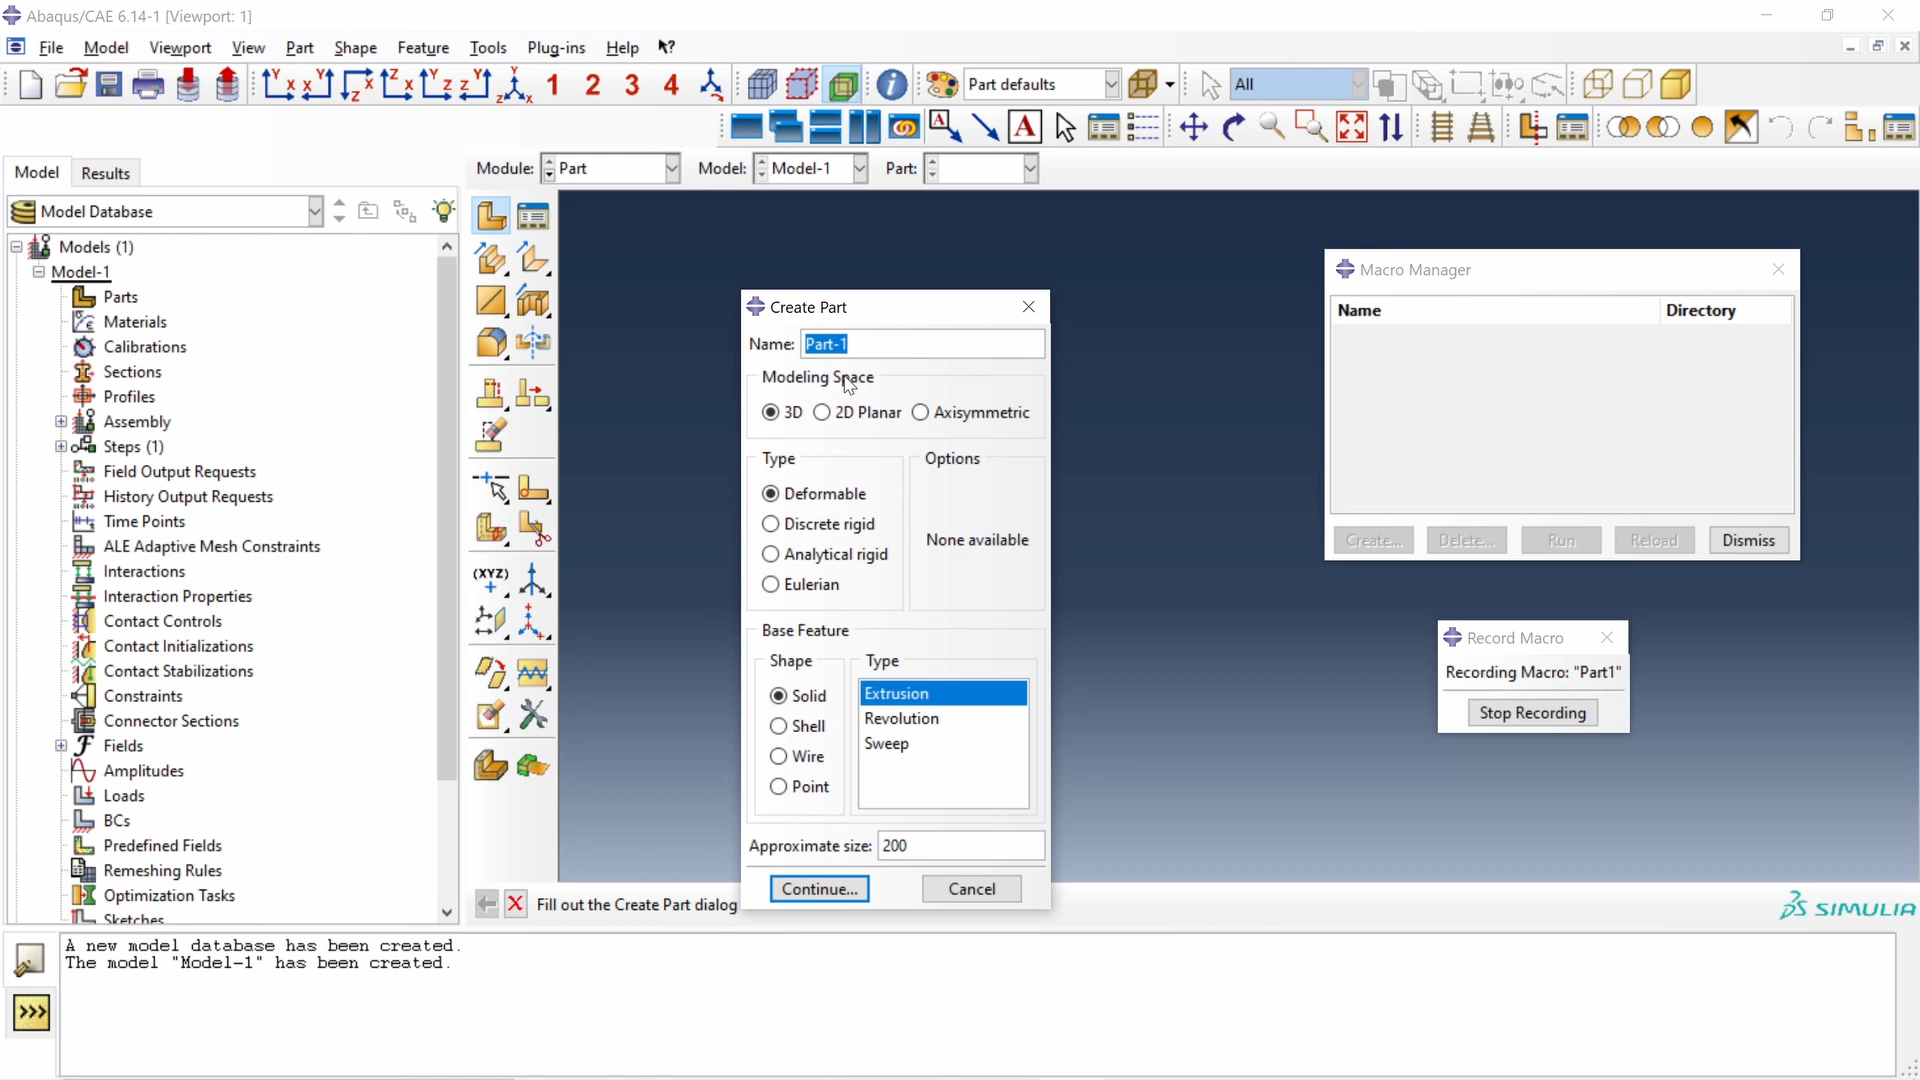 Abaqus/CAE 6.14-1 [Viewport: 1]
File Model Viewport View Part Shape Feature Tools Plug-ins Help
1 2 3 4 Part defaults All
Module: Part Model: Model-1 Part:
Model Results
Model Database
Models (1)
Model-1
Parts
Materials
Calibrations
Sections
Profiles
Assembly
Steps (1)
Field Output Requests
History Output Requests
Time Points
ALE Adaptive Mesh Constraints
Interactions
Interaction Properties
Contact Controls
Contact Initializations
Contact Stabilizations
Constraints
Connector Sections
Fields
Amplitudes
Loads
BCs
Predefined Fields
Remeshing Rules
Optimization Tasks
Sketches
(XYZ)
Create Part
Name: Part-1
Modeling Space
3D 2D Planar Axisymmetric
Type Options
Deformable
Discrete rigid
Analytical rigid
Eulerian
None available
Base Feature
Shape Type
Solid
Shell
Wire
Point
Extrusion
Revolution
Sweep
Approximate size: 200
Continue... Cancel
Fill out the Create Part dialog
Macro Manager
Name Directory
Create... Delete... Run Reload Dismiss
Record Macro
Recording Macro: "Part1"
Stop Recording
SIMULIA
A new model database has been created.
The model "Model-1" has been created.
>>>